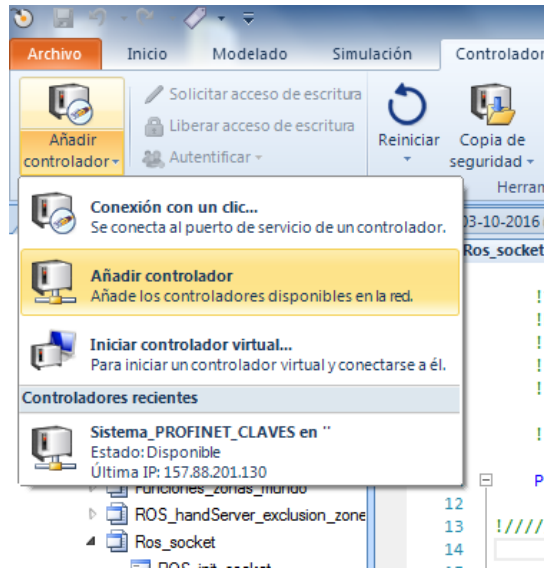 Archivo Inicio Modelado Simulación Controlador
Añadir controlador
Solicitar acceso de escritura
Liberar acceso de escritura
Autentificar
Reiniciar
Copia de seguridad
Conexión con un clic...
Se conecta al puerto de servicio de un controlador.
Añadir controlador
Añade los controladores disponibles en la red.
Iniciar controlador virtual...
Para iniciar un controlador virtual y conectarse a él.
Controladores recientes
Sistema_PROFINET_CLAVES en ''
Estado: Disponible
Última IP: 157.88.201.130
03-10-2016
Ros_socket
!
!
!
!
!
!
P
12
13 !////
14
Funciones_zonas_mundo
ROS_handServer_exclusion_zone
Ros_socket
ROS_init_socket